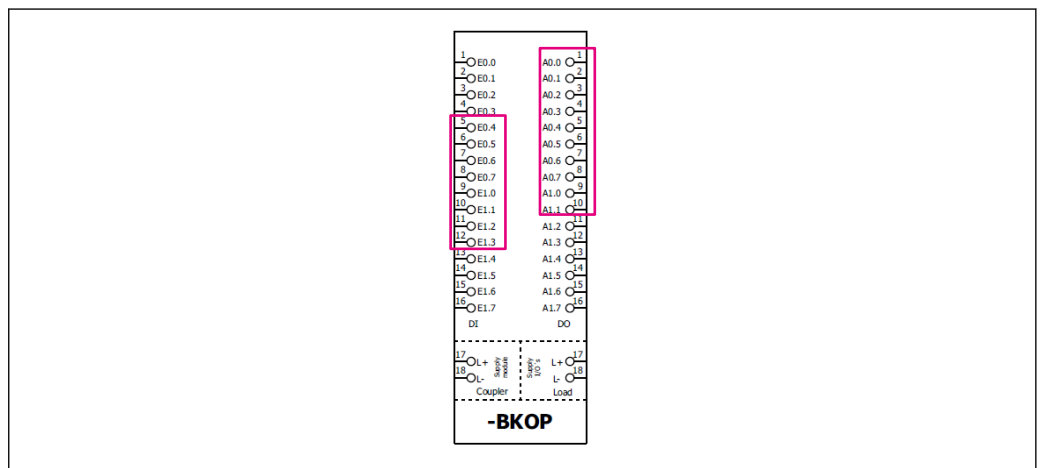 1 E0.0 A0.0 1
2 E0.1 A0.1 2
3 E0.2 A0.2 3
4 E0.3 A0.3 4
5 E0.4 A0.4 5
6 E0.5 A0.5 6
7 E0.6 A0.6 7
8 E0.7 A0.7 8
9 E1.0 A1.0 9
10 E1.1 A1.1 10
11 E1.2 A1.2 11
12 E1.3 A1.3 12
13 E1.4 A1.4 13
14 E1.5 A1.5 14
15 E1.6 A1.6 15
16 E1.7 A1.7 16
DI DO
17 L+ L+ 17
18 L- L- 18
Supply
module
Supply
I/O`s
Coupler Load
-BKOP